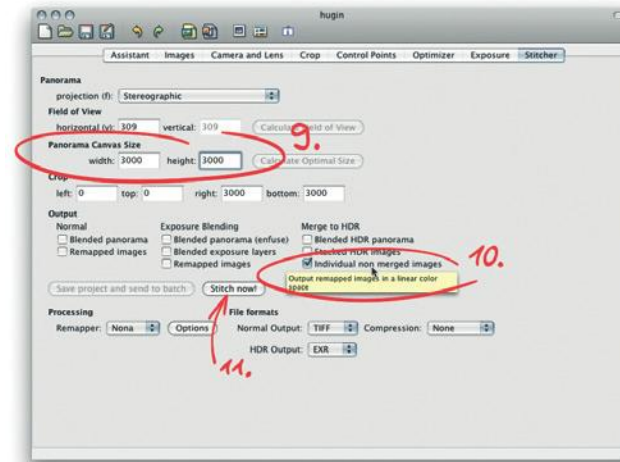 hugin
Assistant Images Camera and Lens Crop Control Points Optimizer Exposure Stitcher
Panorama
projection (f): Stereographic
Field of View
horizontal (v): 309 vertical: 309 Calculate Field of View
9.
Panorama Canvas Size
width: 3000 height: 3000 Calculate Optimal Size
Crop
left: 0 top: 0 right: 3000 bottom: 3000
Output
Normal Exposure Blending Merge to HDR
Blended panorama Blended panorama (enfuse) Blended HDR panorama
Remapped images Blended exposure layers Stacked HDR images
10.
Remapped images Individual non merged images
Output remapped images in a linear color
space
Save project and send to batch Stitch now!
Processing File formats
Remapper: Nona Options Normal Output: TIFF Compression: None
HDR Output: EXR
11.